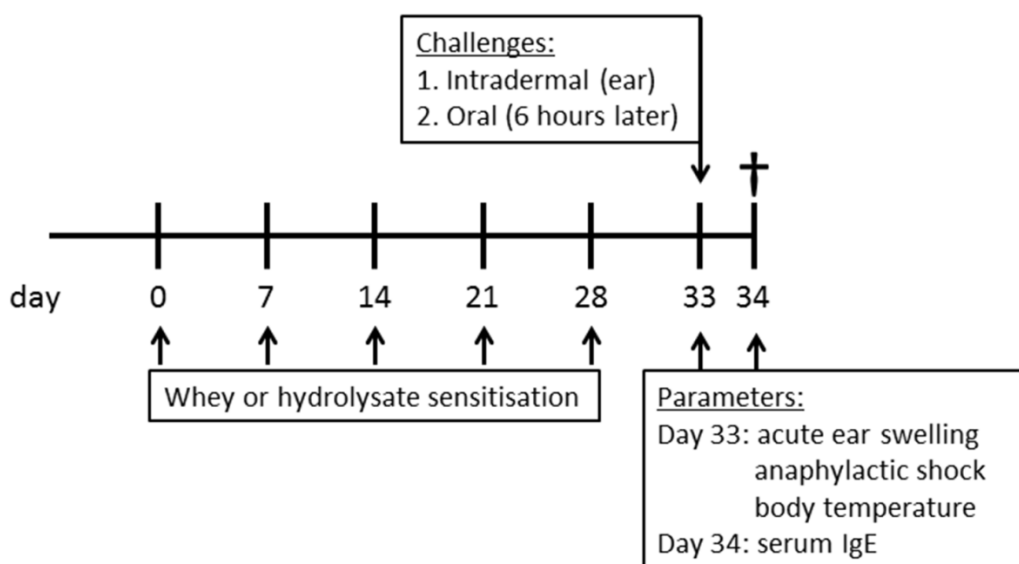 Challenges:
1. Intradermal (ear)
2. Oral (6 hours later)
day 0 7 14 21 28 33 34
Whey or hydrolysate sensitisation
Parameters:
Day 33: acute ear swelling
anaphylactic shock
body temperature
Day 34: serum IgE